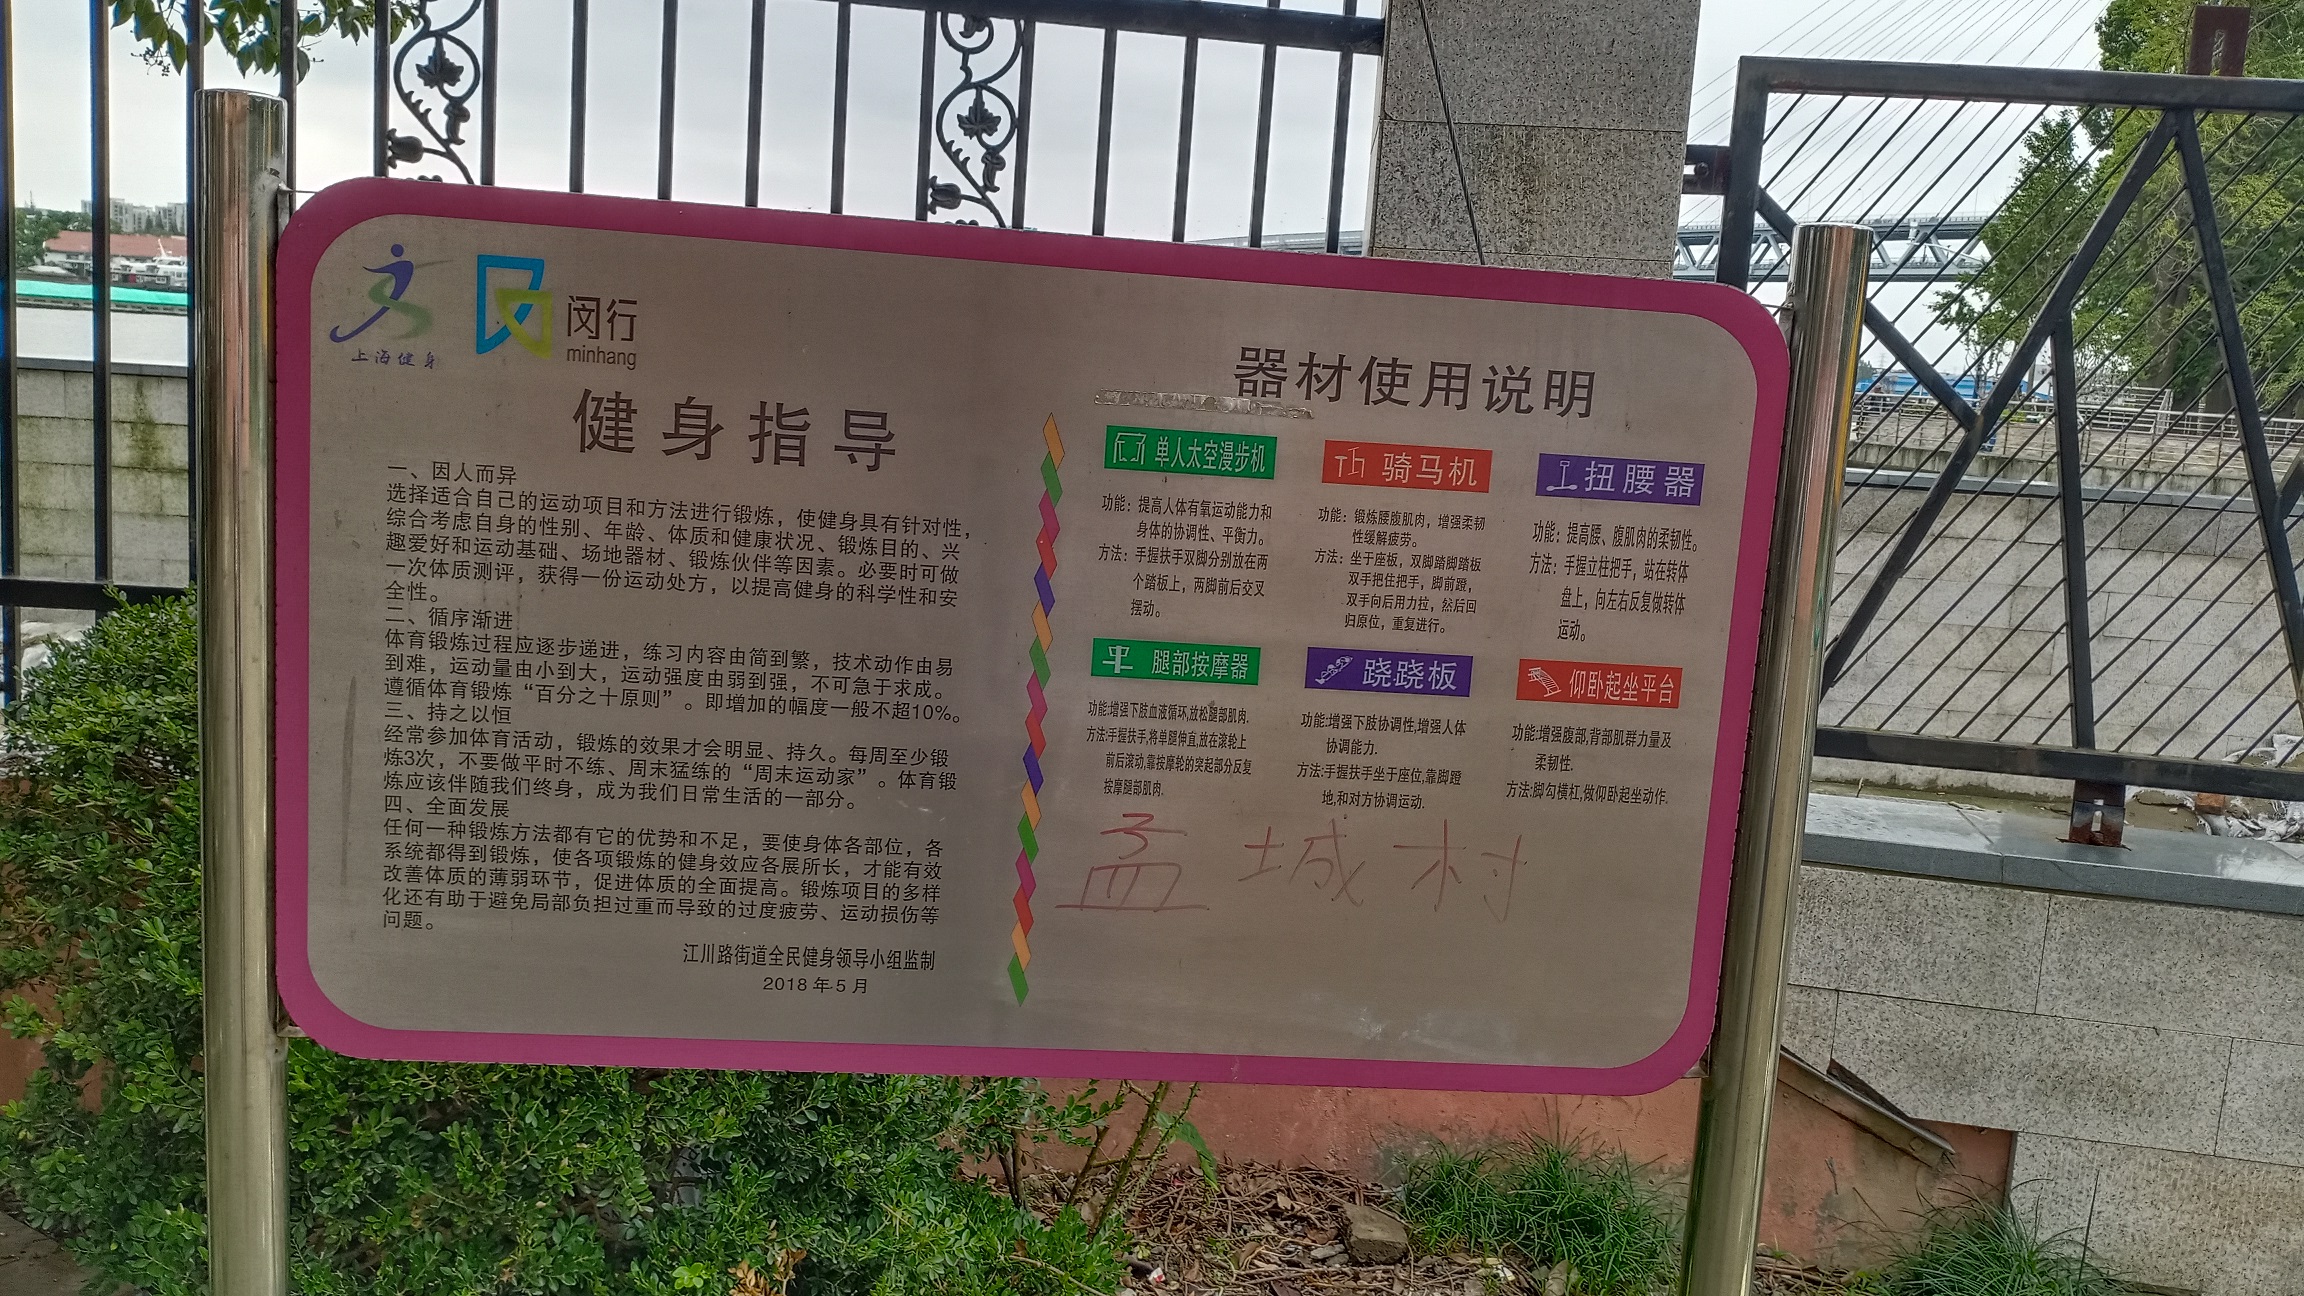 上海健身
闵行
minhang
健身指导
一、因人而异
选择适合自己的运动项目和方法进行锻炼，使健身具有针对性，
综合考虑自身的性别、年龄、体质和健康状况、锻炼目的、兴
趣爱好和运动基础、场地器材、锻炼伙伴等因素。必要时可做
一次体质测评，获得一份运动处方，以提高健身的科学性和安
全性。
二、循序渐进
体育锻炼过程应逐步递进，练习内容由简到繁，技术动作由易
到难，运动量由小到大，运动强度由弱到强，不可急于求成。
遵循体育锻炼“百分之十原则”。即增加的幅度一般不超10%。
三、持之以恒
经常参加体育活动，锻炼的效果才会明显、持久。每周至少锻
炼3次，不要做平时不练、周末猛练的“周末运动家”。体育锻
炼应该伴随我们终身，成为我们日常生活的一部分。
四、全面发展
任何一种锻炼方法都有它的优势和不足，要使身体各部位，各
系统都得到锻炼，使各项锻炼的健身效应各展所长，才能有效
改善体质的薄弱环节，促进体质的全面提高。锻炼项目的多样
化还有助于避免局部负担过重而导致的过度疲劳、运动损伤等
问题。
江川路街道全民健身领导小组监制
2018年5月
器材使用说明
单人太空漫步机
功能：提高人体有氧运动能力和
身体的协调性、平衡力。
方法：手握扶手双脚分别放在两
个踏板上，两脚前后交叉
摆动。
骑马机
功能：锻炼腰腹肌肉，增强柔韧
性缓解疲劳。
方法：坐于座板，双脚踏脚踏板
双手把住把手，脚前蹬，
双手向后用力拉，然后回
归原位，重复进行。
扭腰器
功能：提高腰、腹肌肉的柔韧性。
方法：手握立柱把手，站在转体
盘上，向左右反复做转体
运动。
腿部按摩器
功能:增强下肢血液循环,放松腿部肌肉.
方法:手握扶手,将单腿伸直,放在滚轮上
前后滚动,靠按摩轮的突起部分反复
按摩腿部肌肉.
跷跷板
功能:增强下肢协调性,增强人体
协调能力.
方法:手握扶手坐于座位,靠脚蹬
地,和对方协调运动.
仰卧起坐平台
功能:增强腹部,背部肌群力量及
柔韧性.
方法:脚勾横杠,做仰卧起坐动作.
孟城村